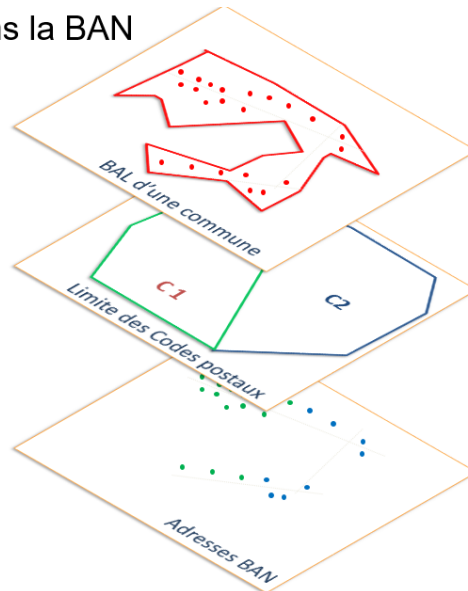 s la BAN
BAL d'une commune
C 1
C2
Limite des Codes postaux
Adresses BAN